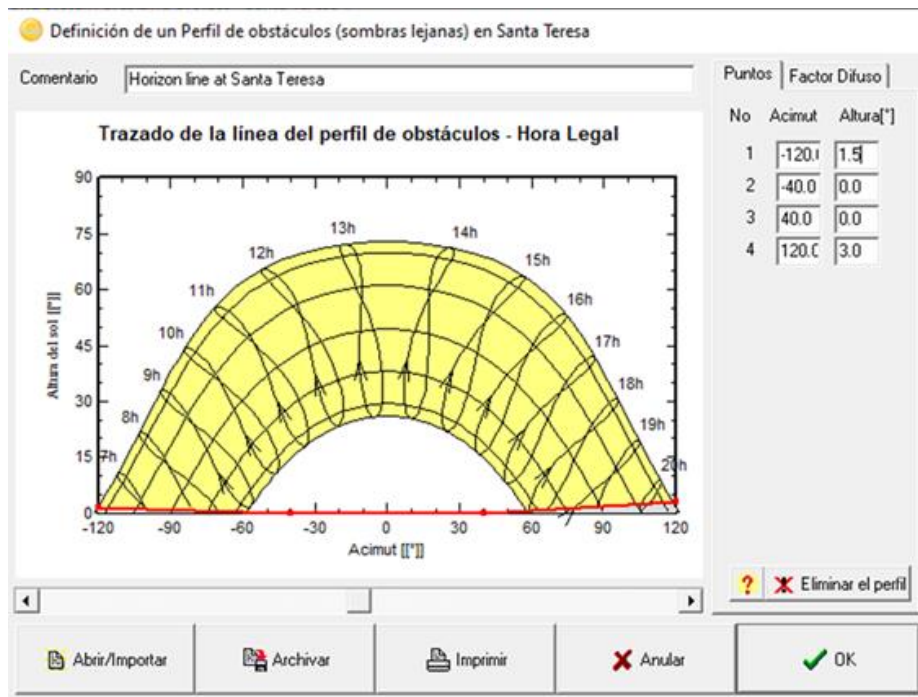 Definición de un Perfil de obstáculos (sombras lejanas) en Santa Teresa
Comentario Horizon line at Santa Teresa
Puntos Factor Difuso
No Acimut Altura[°]
1 -120.0 1.5
2 -40.0 0.0
3 40.0 0.0
4 120.0 3.0
Trazado de la línea del perfil de obstáculos - Hora Legal
Altura del sol [[°]]
90
75
60
45
30
15
0
7h 8h 9h 10h 11h 12h 13h 14h 15h 16h 17h 18h 19h 20h
-120 -90 -60 -30 0 30 60 90 120
Acimut [[°]]
? Eliminar el perfil
Abrir/Importar Archivar Imprimir Anular OK